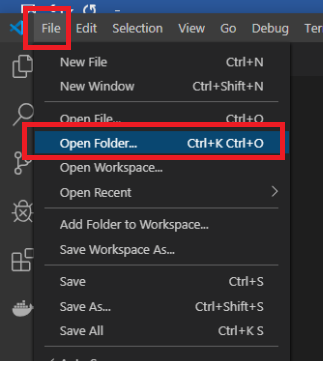 File Edit Selection View Go Debug
New File Ctrl+N
New Window Ctrl+Shift+N
Open File... Ctrl+O
Open Folder... Ctrl+K Ctrl+O
Open Workspace...
Open Recent
Add Folder to Workspace...
Save Workspace As...
Save Ctrl+S
Save As... Ctrl+Shift+S
Save All Ctrl+K S